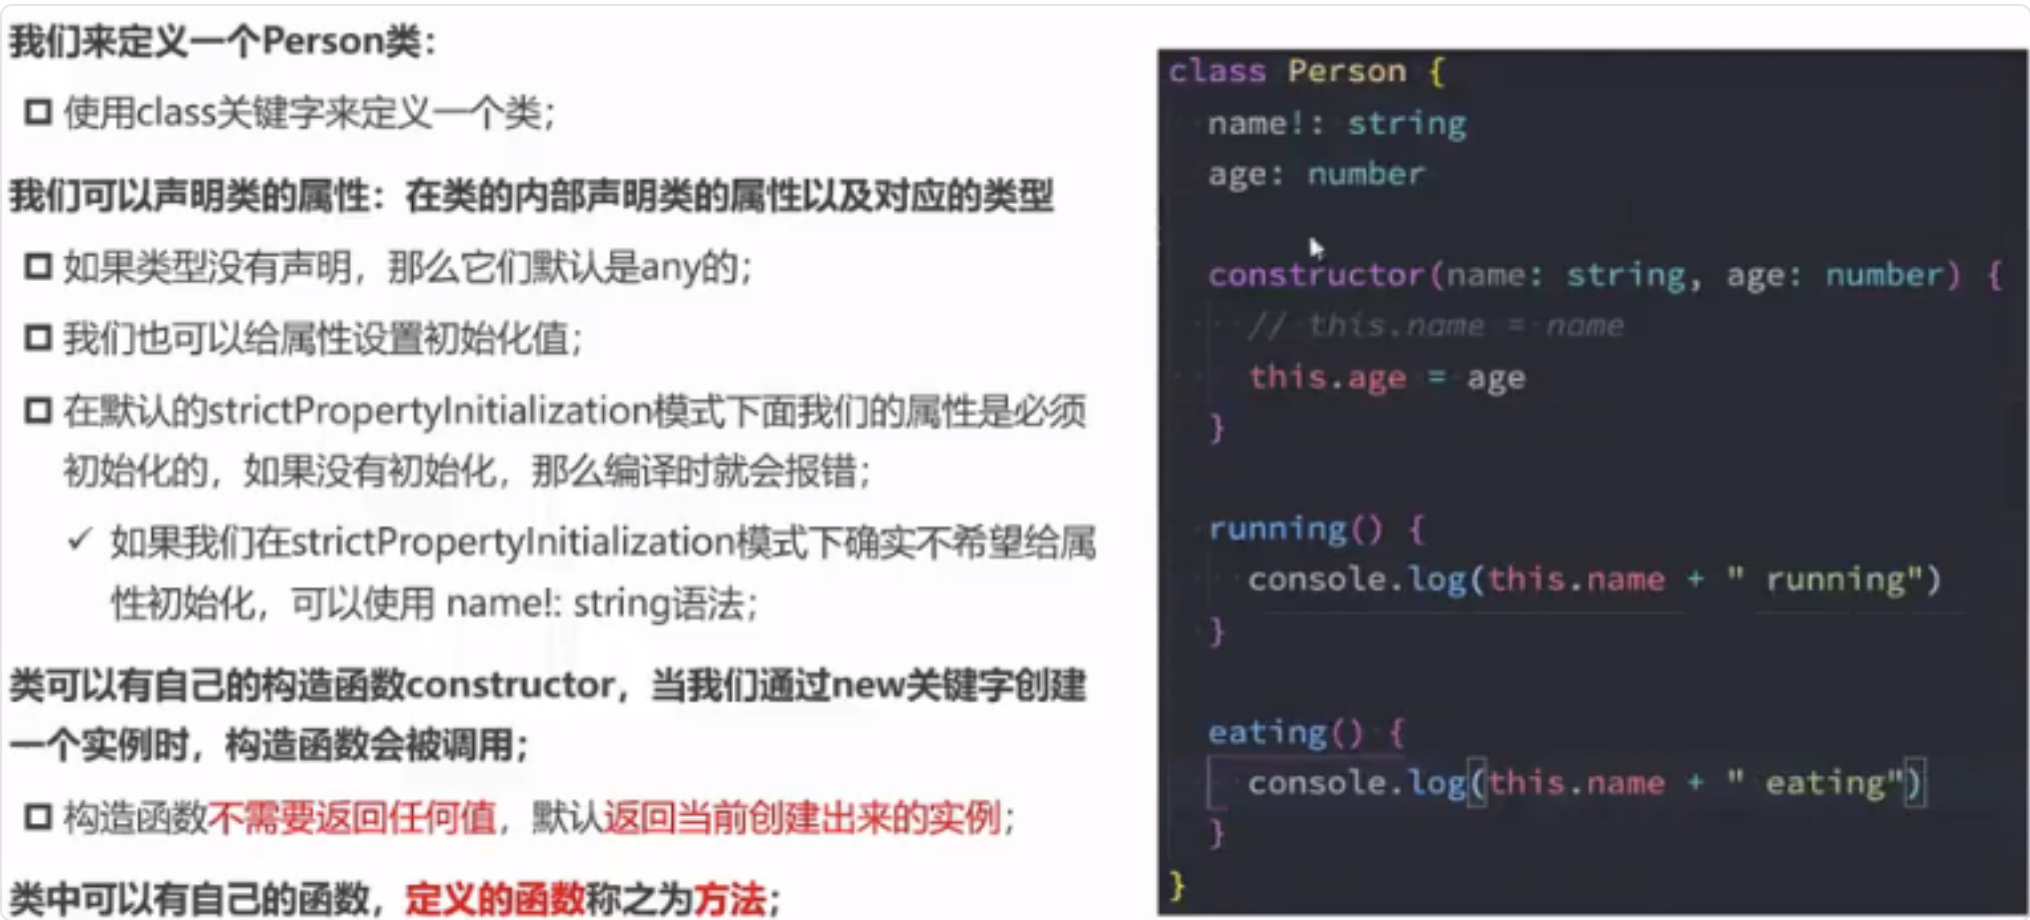 我们来定义一个Person类：
使用class关键字来定义一个类；
我们可以声明类的属性：在类的内部声明类的属性以及对应的类型
如果类型没有声明，那么它们默认是any的；
我们也可以给属性设置初始化值；
在默认的strictPropertyInitialization模式下面我们的属性是必须
初始化的，如果没有初始化，那么编译时就会报错；
如果我们在strictPropertyInitialization模式下确实不希望给属
性初始化，可以使用 name!: string语法；
类可以有自己的构造函数constructor，当我们通过new关键字创建
一个实例时，构造函数会被调用；
构造函数不需要返回任何值，默认返回当前创建出来的实例；
类中可以有自己的函数，定义的函数称之为方法；
class Person {
name!: string
age: number
constructor(name: string, age: number) {
// this.name = name
this.age = age
}
running() {
console.log(this.name + " running")
}
eating() {
console.log(this.name + " eating")
}
}